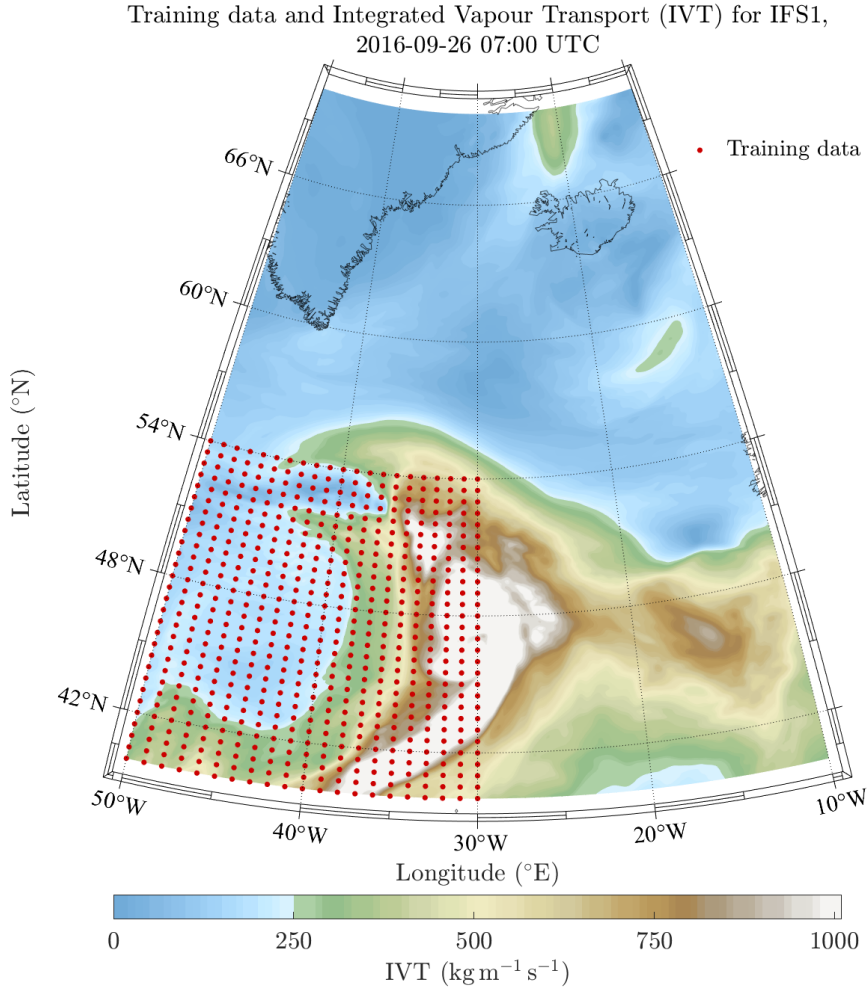 Training data and Integrated Vapour Transport (IVT) for IFS1,
2016-09-26 07:00 UTC
Training data
66°N
60°N
54°N
48°N
42°N
Latitude (°N)
50°W
40°W
30°W
20°W
10°W
Longitude (°E)
0 250 500 750 1000
IVT (kg m⁻¹ s⁻¹)